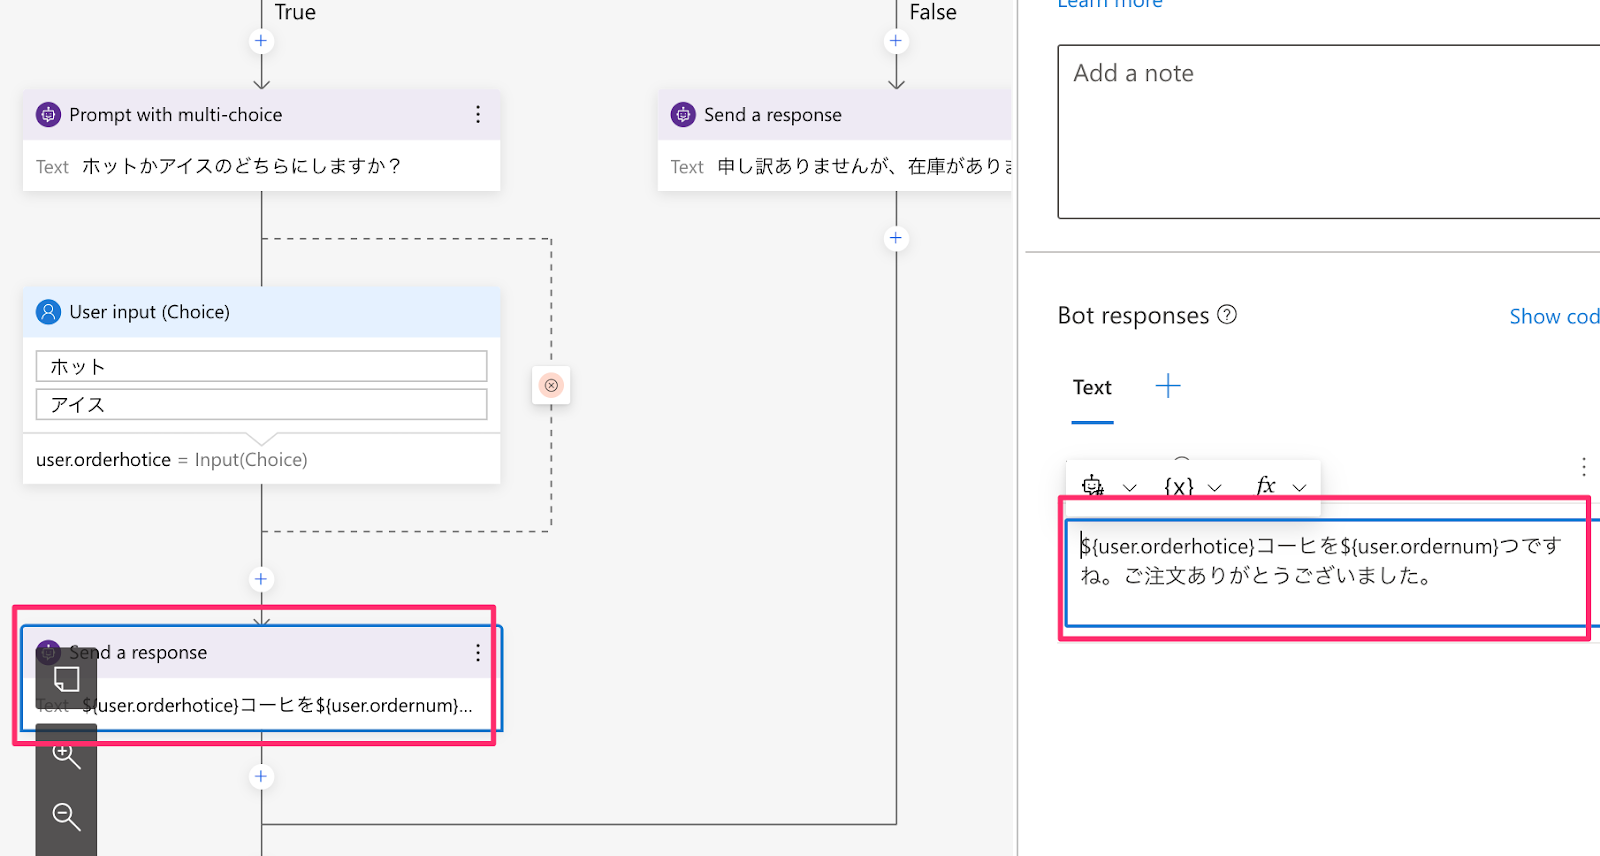 True
False
Learn more
Prompt with multi-choice
Text ホットかアイスのどちらにしますか？
Send a response
Text 申し訳ありませんが、在庫がありま
Add a note
User input (Choice)
ホット
アイス
user.orderhotice = Input(Choice)
Bot responses
Show cod
Text
{x}
fx
${user.orderhotice}コーヒを${user.ordernum}つです
ね。ご注文ありがとうございました。
Send a response
Text ${user.orderhotice}コーヒを${user.ordernum}...